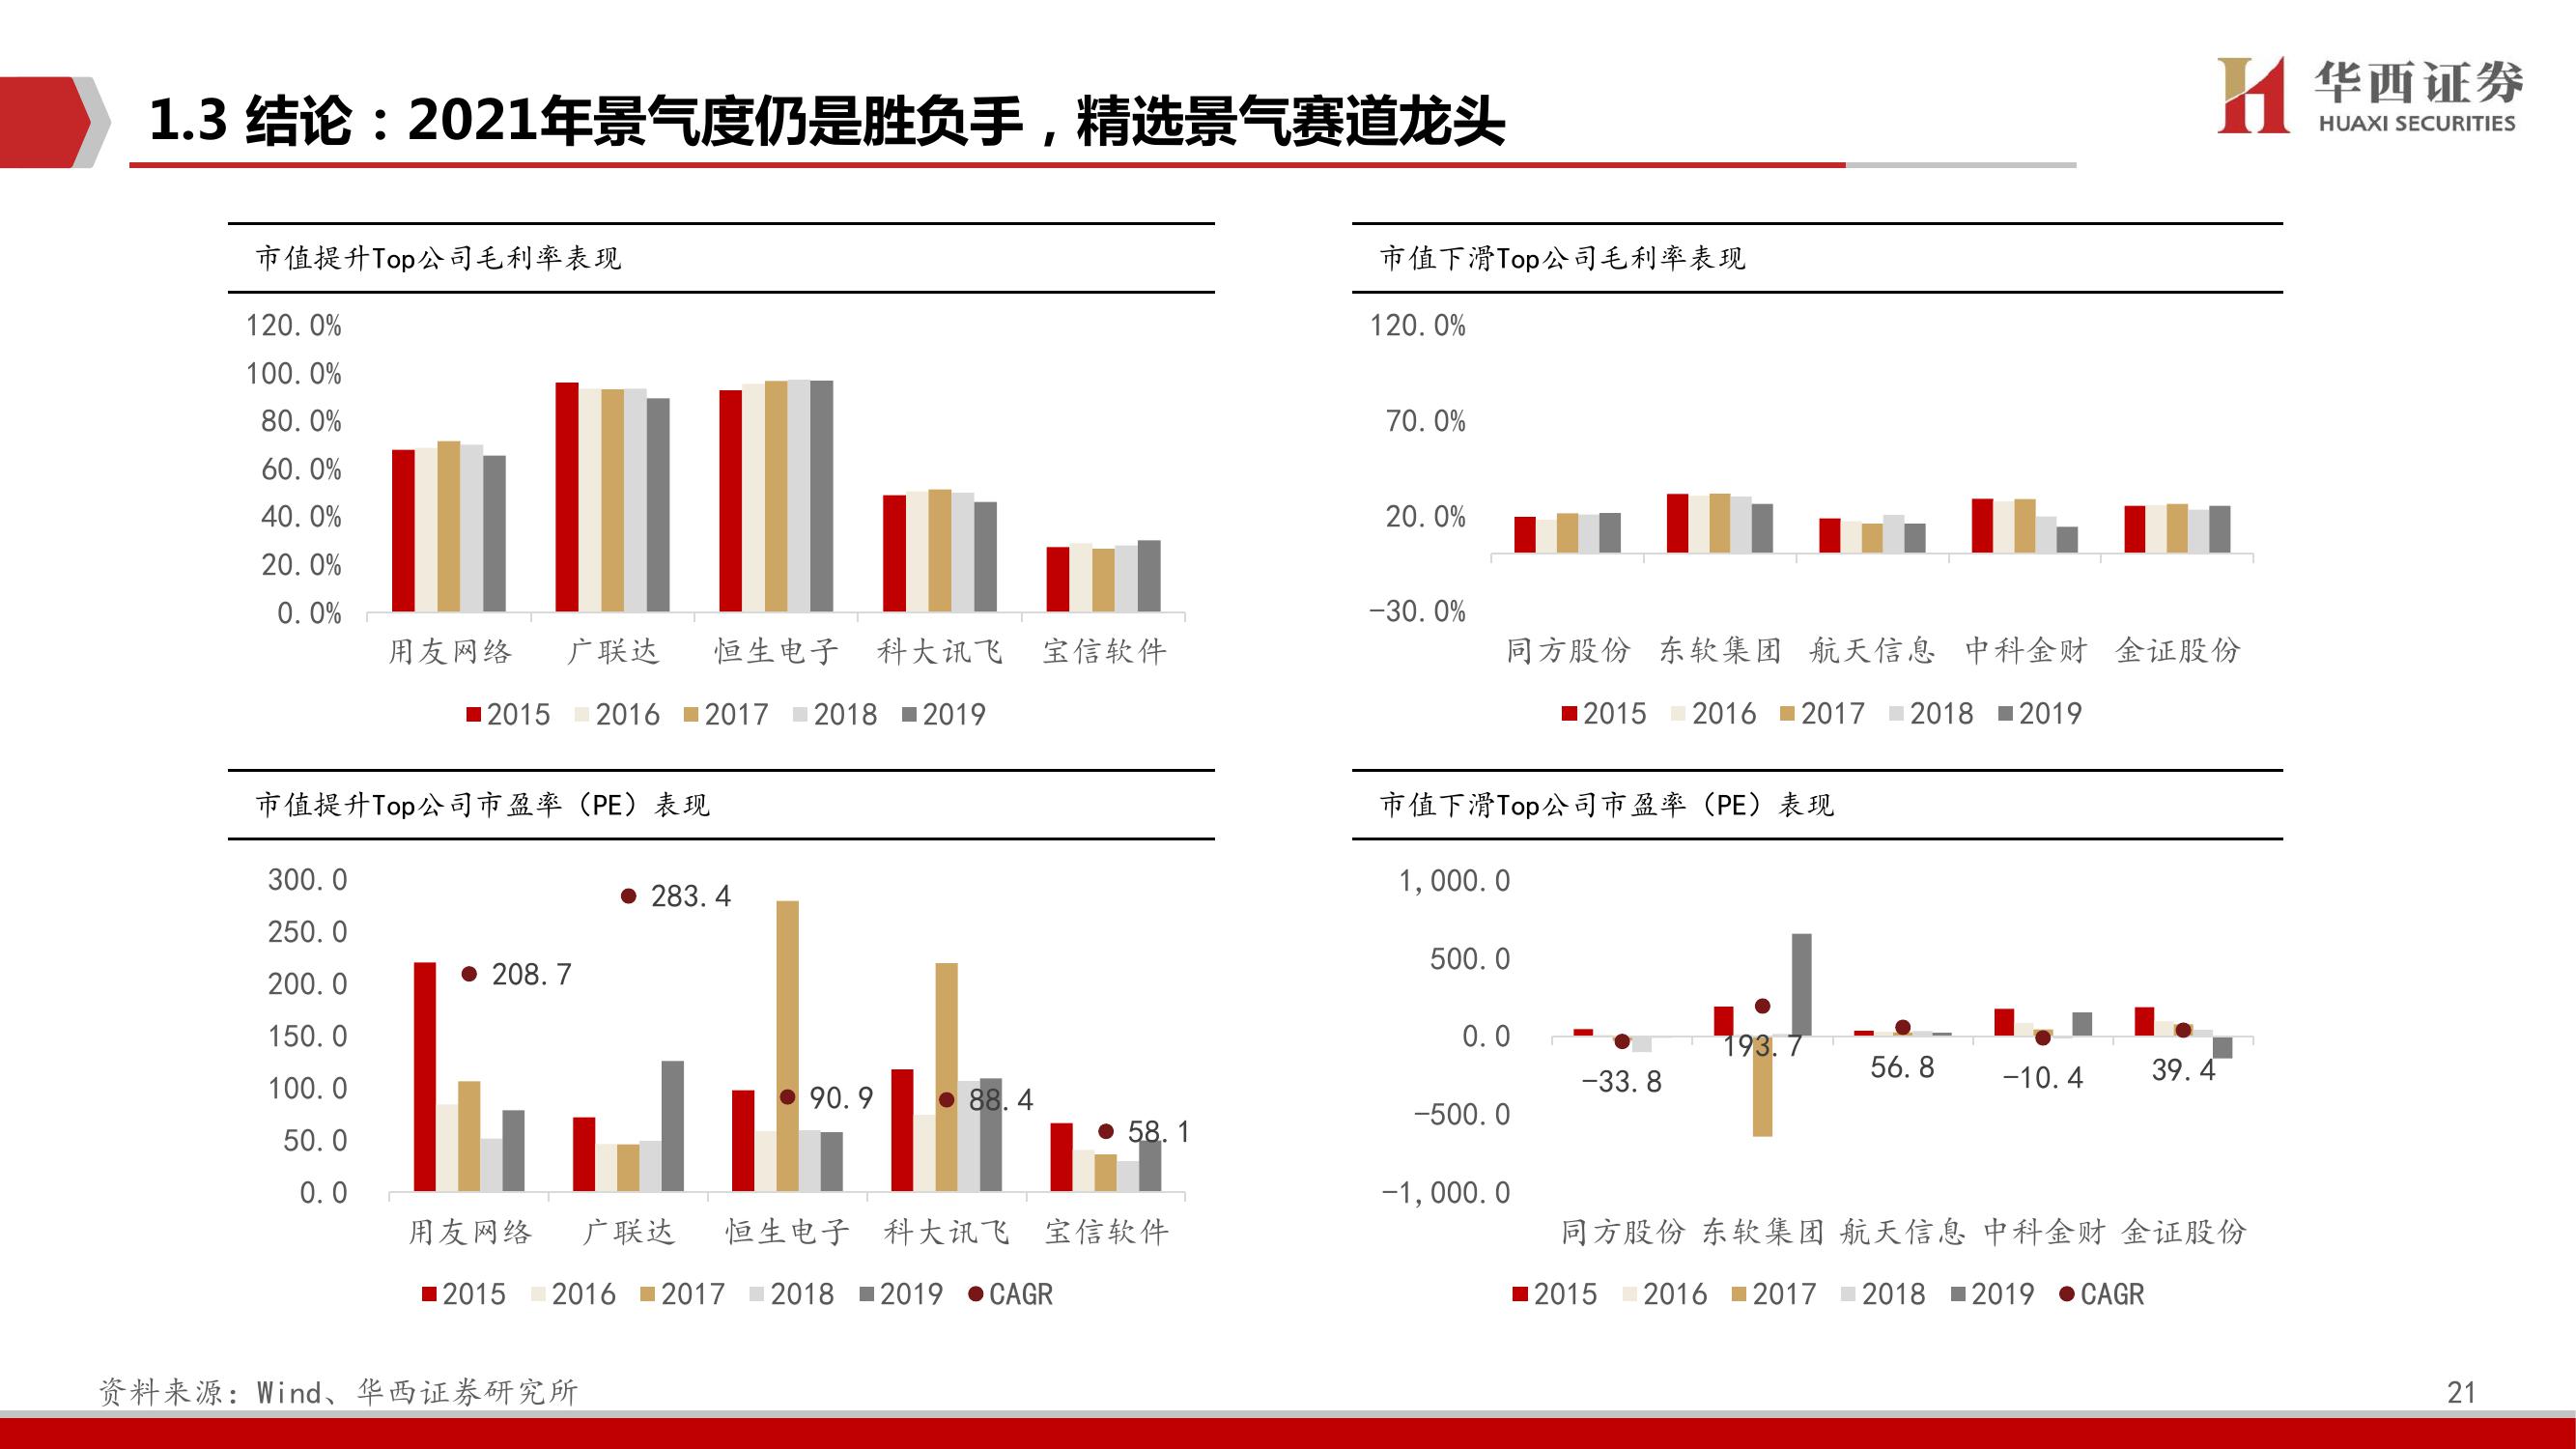 1.3 结论：2021年景气度仍是胜负手，精选景气赛道龙头
华西证券
HUAXI SECURITIES
市值提升Top公司毛利率表现
120.0%
100.0%
80.0%
60.0%
40.0%
20.0%
0.0%
用友网络 广联达 恒生电子 科大讯飞 宝信软件
2015 2016 2017 2018 2019
市值下滑Top公司毛利率表现
120.0%
70.0%
20.0%
-30.0%
同方股份 东软集团 航天信息 中科金财 金证股份
2015 2016 2017 2018 2019
市值提升Top公司市盈率（PE）表现
300.0
250.0
200.0
150.0
100.0
50.0
0.0
208.7
283.4
90.9
88.4
58.1
用友网络 广联达 恒生电子 科大讯飞 宝信软件
2015 2016 2017 2018 2019 CAGR
市值下滑Top公司市盈率（PE）表现
1,000.0
500.0
0.0
-500.0
-1,000.0
-33.8
193.7
56.8
-10.4
39.4
同方股份 东软集团 航天信息 中科金财 金证股份
2015 2016 2017 2018 2019 CAGR
资料来源：Wind、华西证券研究所
21